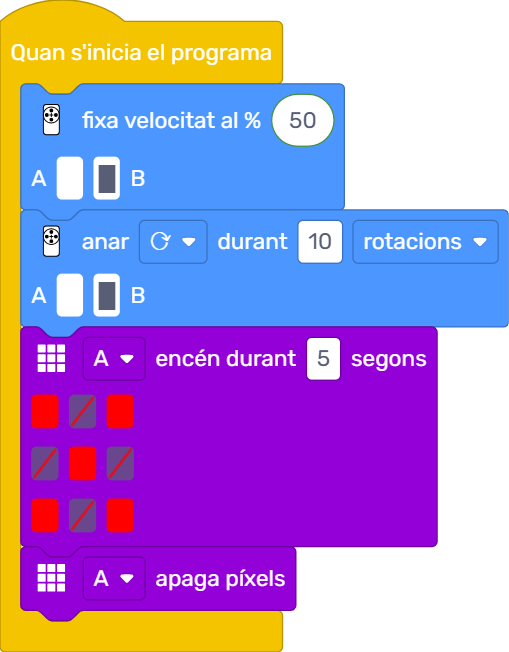 Quan s'inicia el programa
fixa velocitat al % 50
A B
anar durant 10 rotacions
A B
A encén durant 5 segons
A apaga píxels